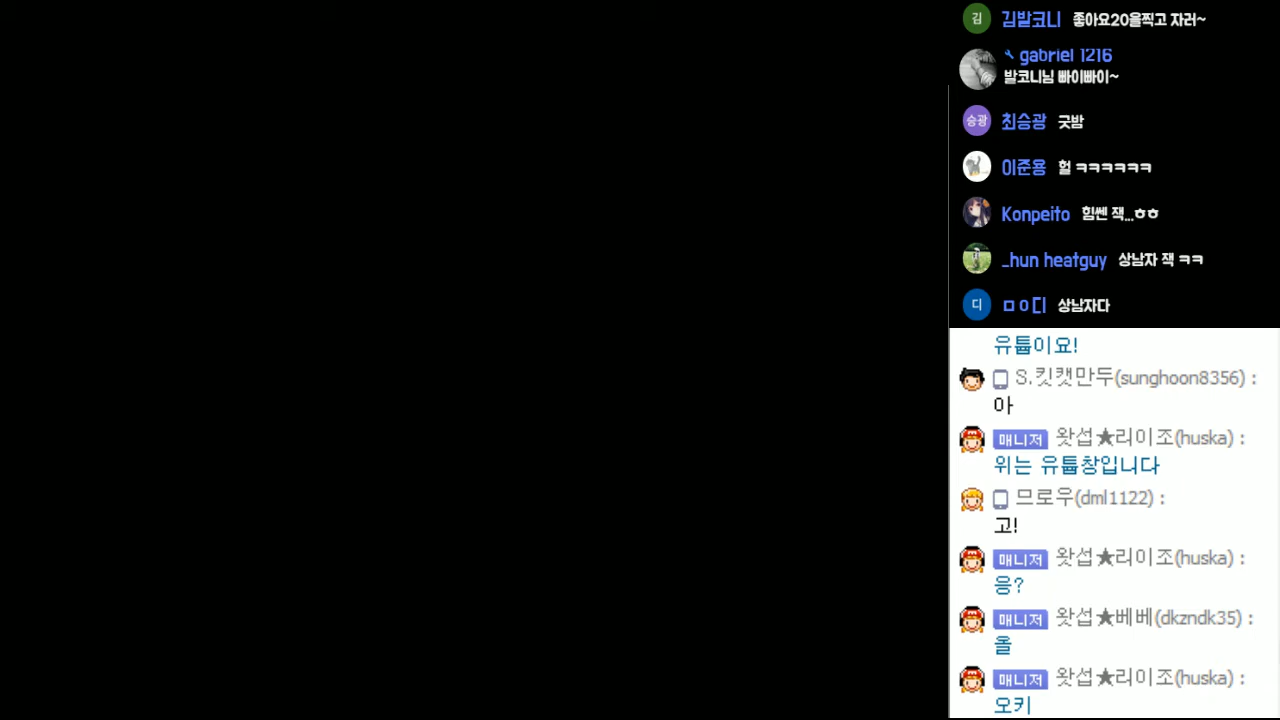 김 김발코니 좋아요20을찍고 자러~
gabriel 1216
발코니님 빠이빠이~
승광 최승광 굿밤
이준용 헐 ㅋㅋㅋㅋㅋㅋ
Konpeito 힘쎈 잭...ㅎㅎ
_hun heatguy 상남자 잭 ㅋㅋ
디 ㅁㅇ디 상남자다
유튭이요!
S.킷캣만두(sunghoon8356) :
아
매니저 왓섭★리이조(huska) :
위는 유튭창입니다
므로우(dml1122) :
고!
매니저 왓섭★리이조(huska) :
응?
매니저 왓섭★베베(dkzndk35) :
올
매니저 왓섭★리이조(huska) :
오키